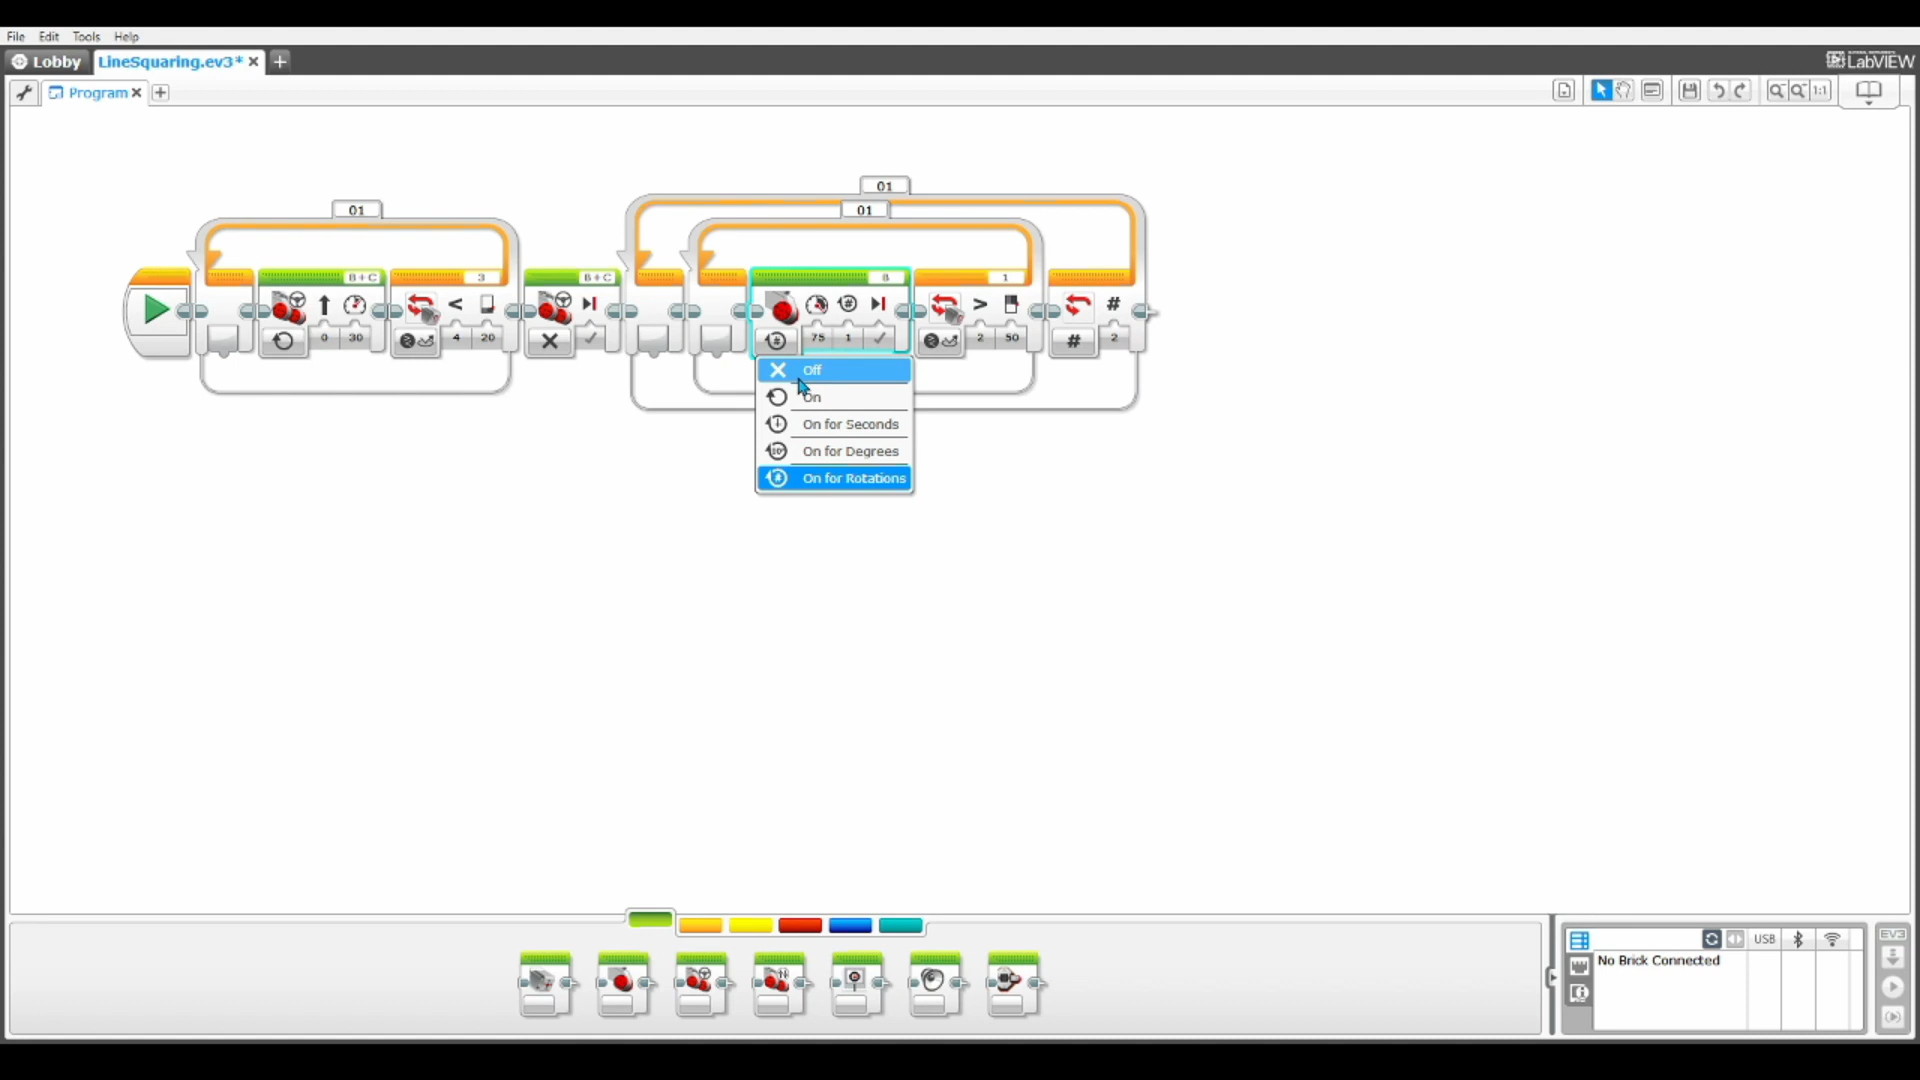 File Edit Tools Help
Lobby LineSquaring.ev3*
LabVIEW
Program
1:1
01
01 01
B+C 3 B+C B 1
< > #
0 30 4 20 75 1 2 50 # 2
Off
On
On for Seconds
On for Degrees
On for Rotations
USB
EV3
No Brick Connected